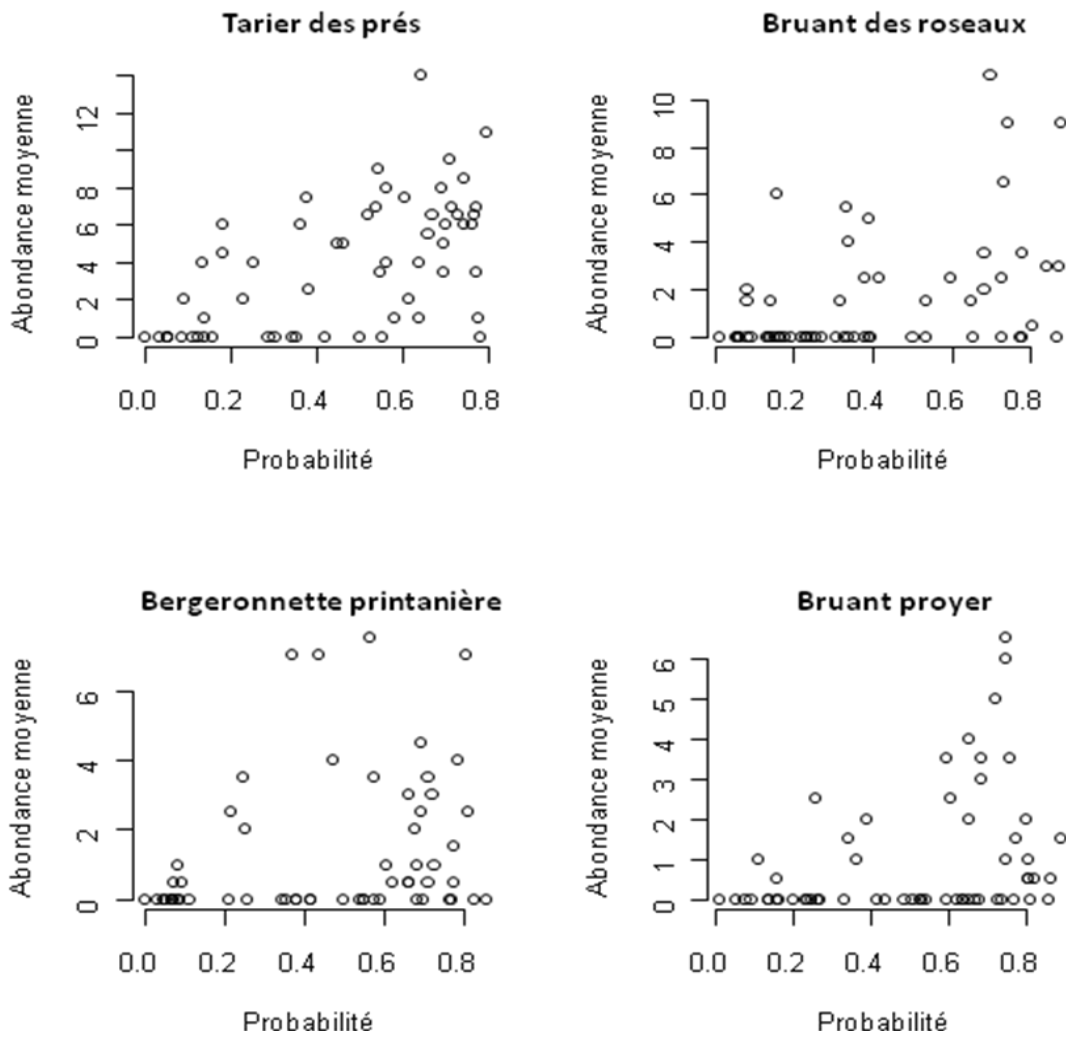 Tarier des prés
Abondance moyenne
0 2 4 6 8 12
0.0 0.2 0.4 0.6 0.8
Probabilité
Bruant des roseaux
Abondance moyenne
0 2 4 6 8 10
0.0 0.2 0.4 0.6 0.8
Probabilité
Bergeronnette printanière
Abondance moyenne
0 2 4 6
0.0 0.2 0.4 0.6 0.8
Probabilité
Bruant proyer
Abondance moyenne
0 1 2 3 4 5 6
0.0 0.2 0.4 0.6 0.8
Probabilité